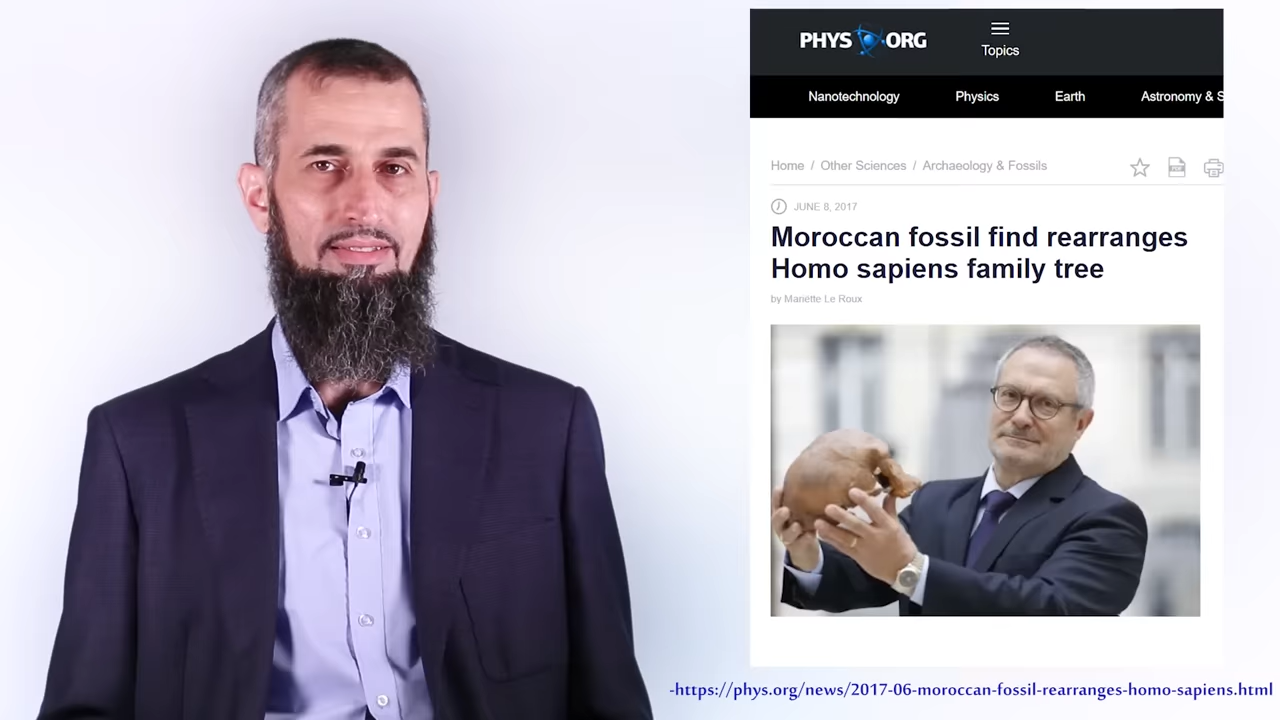 PHYS ORG
Topics
Nanotechnology Physics Earth Astronomy & S
Home / Other Sciences / Archaeology & Fossils
PDF
JUNE 8, 2017
Moroccan fossil find rearranges
Homo sapiens family tree
by Mariette Le Roux
-https://phys.org/news/2017-06-moroccan-fossil-rearranges-homo-sapiens.html